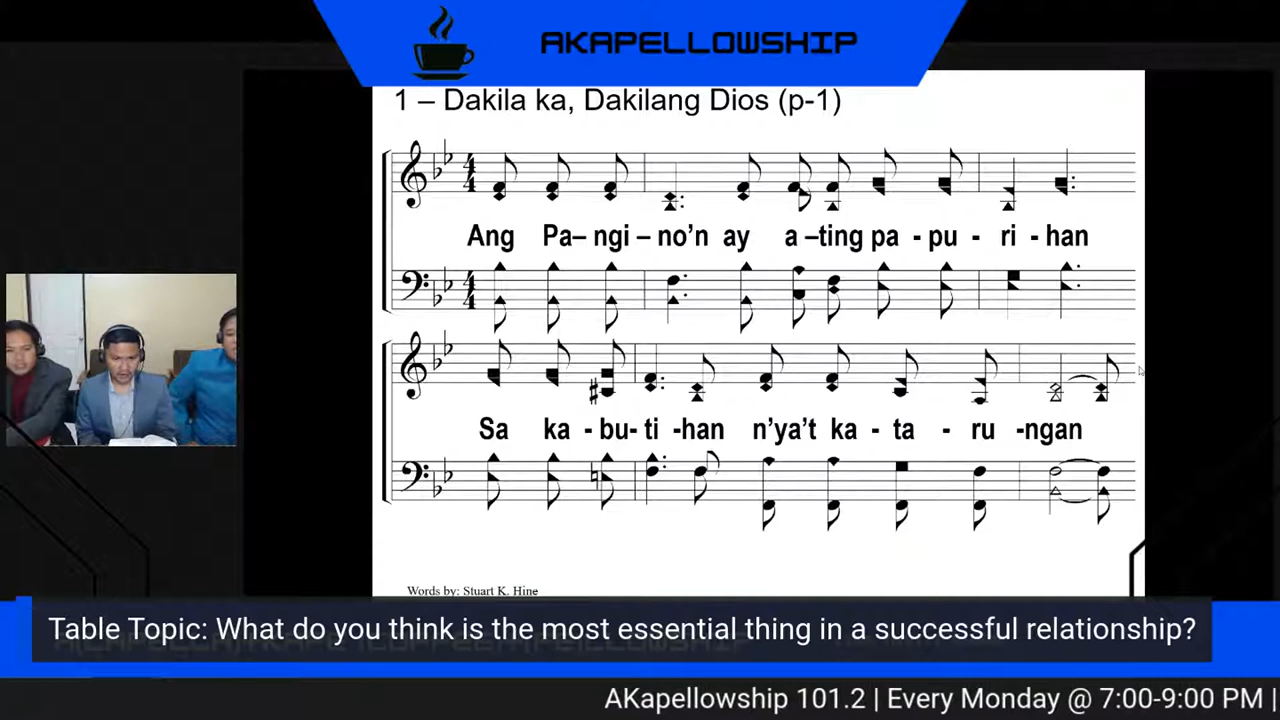 AKAPELLOWSHIP
1 – Dakila ka, Dakilang Dios (p-1)
Ang Pa– ngi – no’n ay a –ting pa - pu - ri - han
Sa ka - bu- ti -han n’ya’t ka - ta - ru -ngan
Words by: Stuart K. Hine
Table Topic: What do you think is the most essential thing in a successful relationship?
AKapellowship 101.2 | Every Monday @ 7:00-9:00 PM |